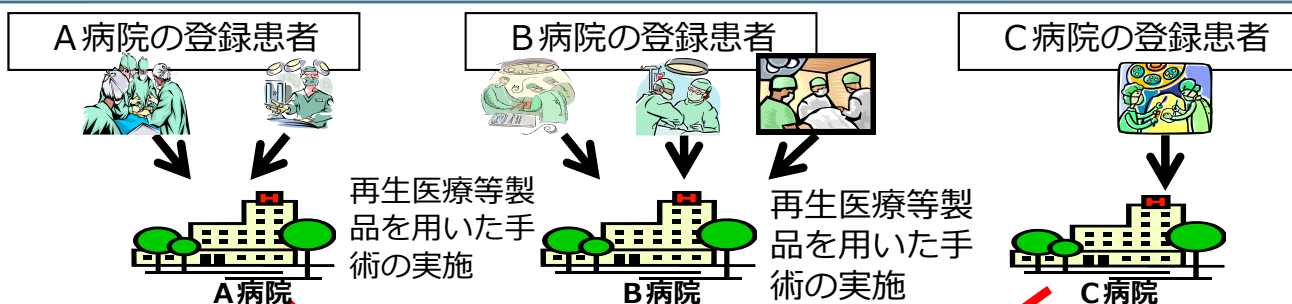 A病院の登録患者
B病院の登録患者
C病院の登録患者
再生医療等製
品を用いた手
術の実施
再生医療等製
品を用いた手
術の実施
H
H
H
A病院
B病院
C病院